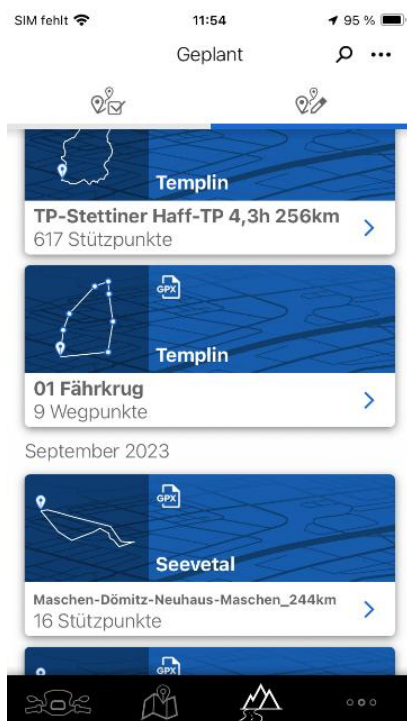 SIM fehlt 11:54 95 %
Geplant
Templin
TP-Stettiner Haff-TP 4,3h 256km
617 Stützpunkte
GPX
Templin
01 Fährkrug
9 Wegpunkte
September 2023
GPX
Seevetal
Maschen-Dömitz-Neuhaus-Maschen_244km
16 Stützpunkte
GPX